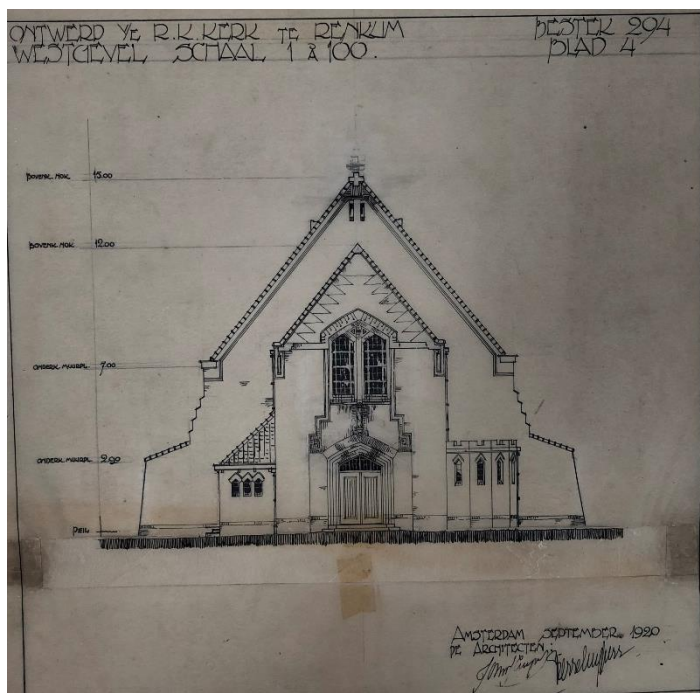 ONTWERP V/E R.K. KERK TE RENKUM
WESTGEVEL SCHAAL 1 À 100.
BESTEK 294
BLAD 4
BOVENK. NOK 15.00
BOVENK. NOK 12.00
ONDERK. MUURPL. 7.00
ONDERK. MUURPL. 2.90
PEIL
AMSTERDAM SEPTEMBER 1920
DE ARCHITECTEN